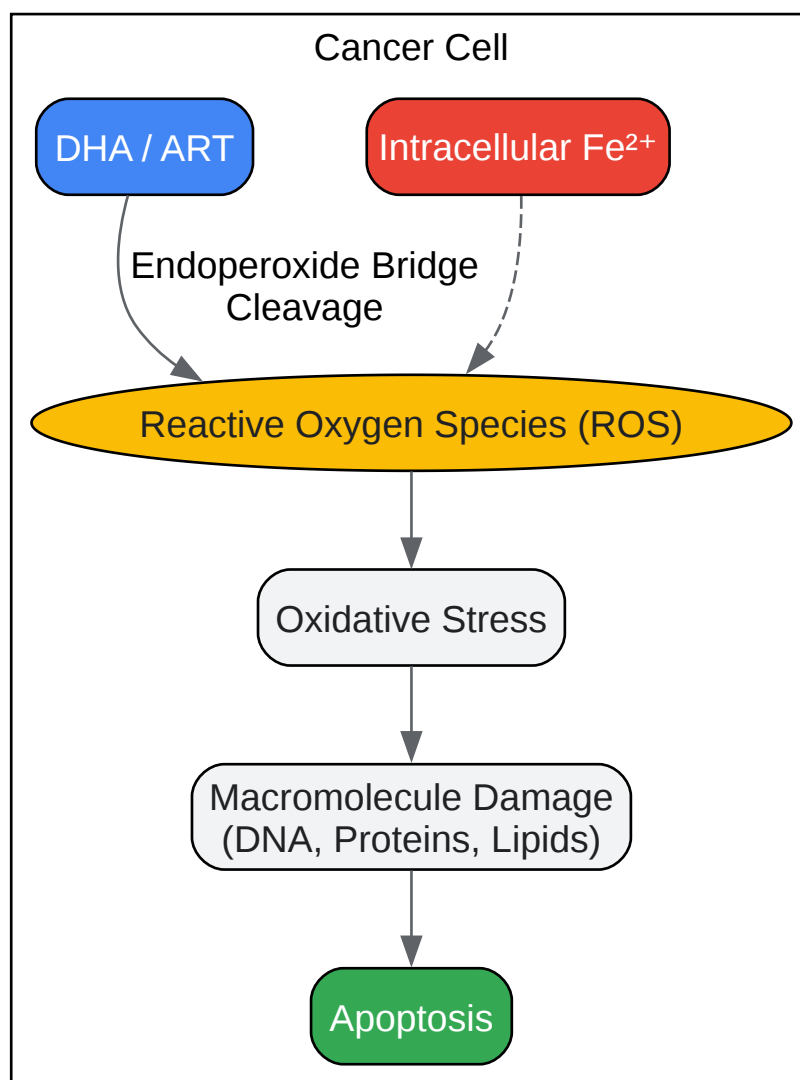 Cancer Cell
DHA / ART
Intracellular Fe²⁺
Endoperoxide Bridge
Cleavage
Reactive Oxygen Species (ROS)
Oxidative Stress
Macromolecule Damage
(DNA, Proteins, Lipids)
Apoptosis